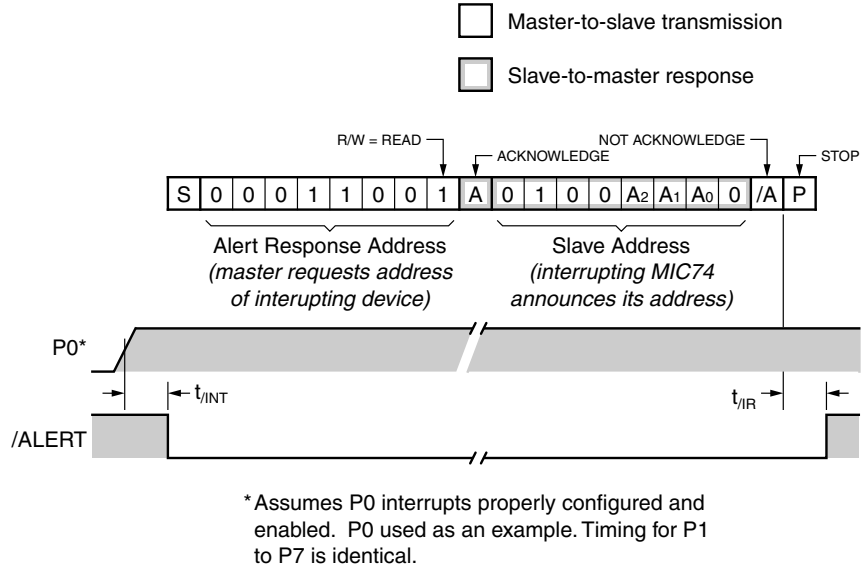 Master-to-slave transmission
Slave-to-master response
R/W = READ
ACKNOWLEDGE
NOT ACKNOWLEDGE
STOP
S 0 0 0 1 1 0 0 1 A 0 1 0 0 A2 A1 A0 0 /A P
Alert Response Address
(master requests address
of interupting device)
Slave Address
(interrupting MIC74
announces its address)
P0*
t/INT
t/IR
/ALERT
*Assumes P0 interrupts properly configured and
enabled. P0 used as an example. Timing for P1
to P7 is identical.